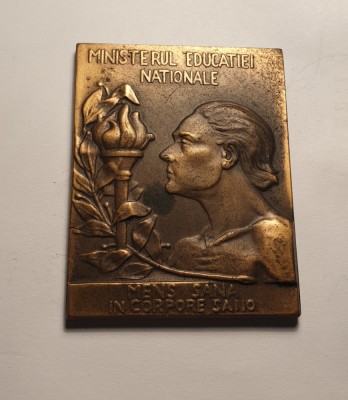 MINISTERUL EDUCATIEI
NATIONALE
MENS SANA
IN CORPORE SANO